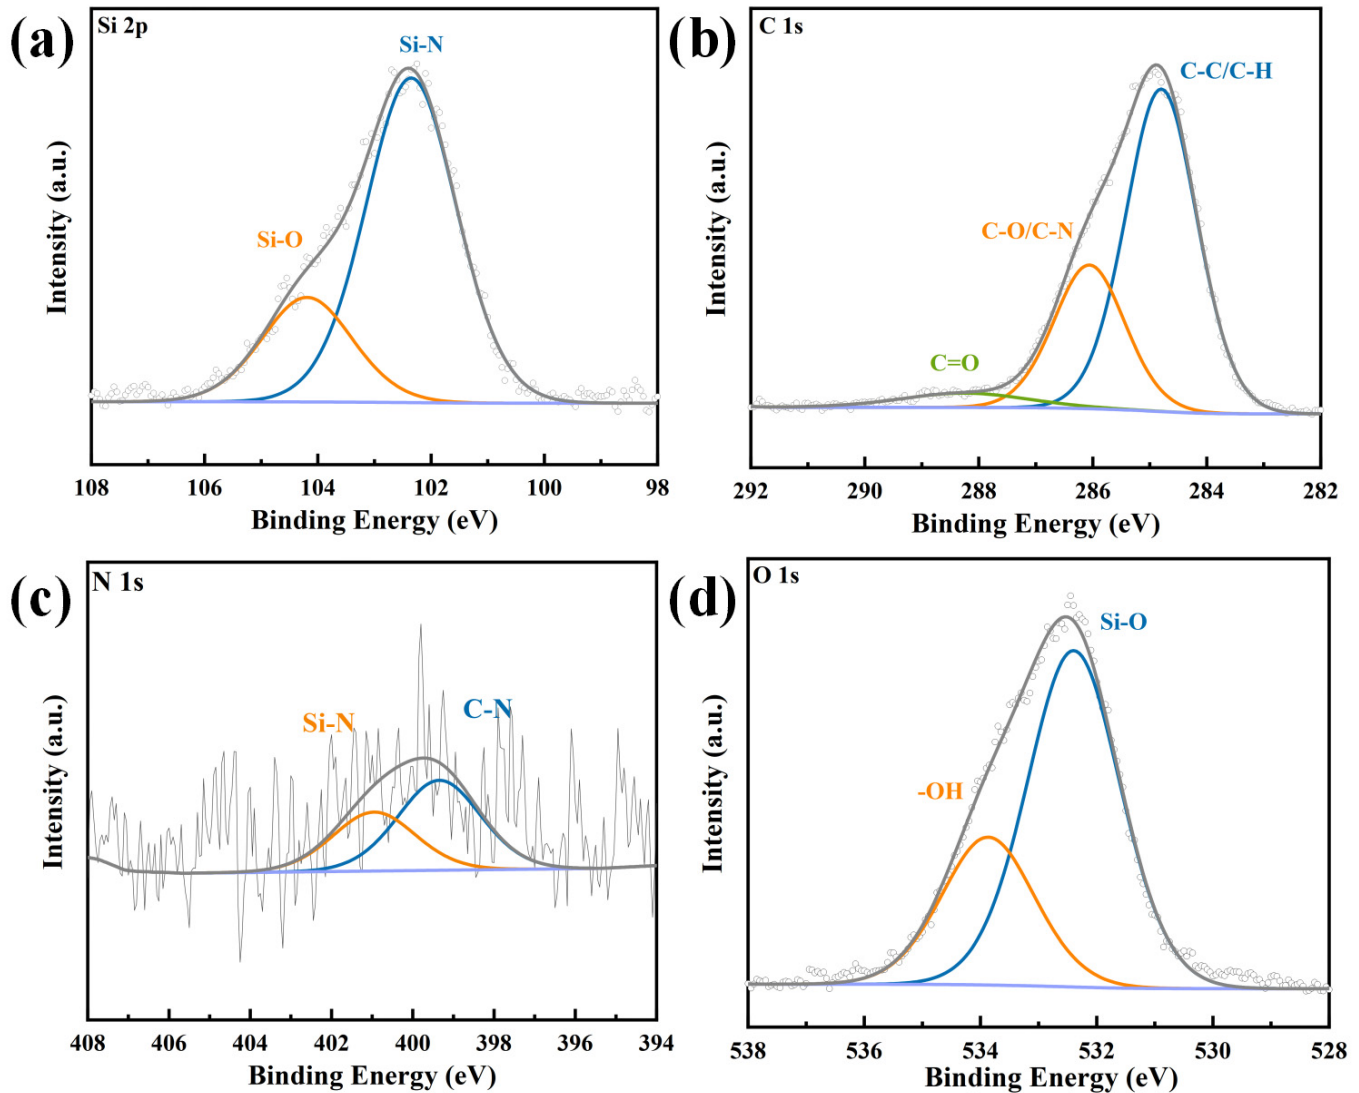 (a)
Si 2p
Si-N
Si-O
Intensity (a.u.)
108 106 104 102 100 98
Binding Energy (eV)
(b)
C 1s
C-C/C-H
C-O/C-N
C=O
Intensity (a.u.)
292 290 288 286 284 282
Binding Energy (eV)
(c)
N 1s
Si-N
C-N
Intensity (a.u.)
408 406 404 402 400 398 396 394
Binding Energy (eV)
(d)
O 1s
Si-O
-OH
Intensity (a.u.)
538 536 534 532 530 528
Binding Energy (eV)